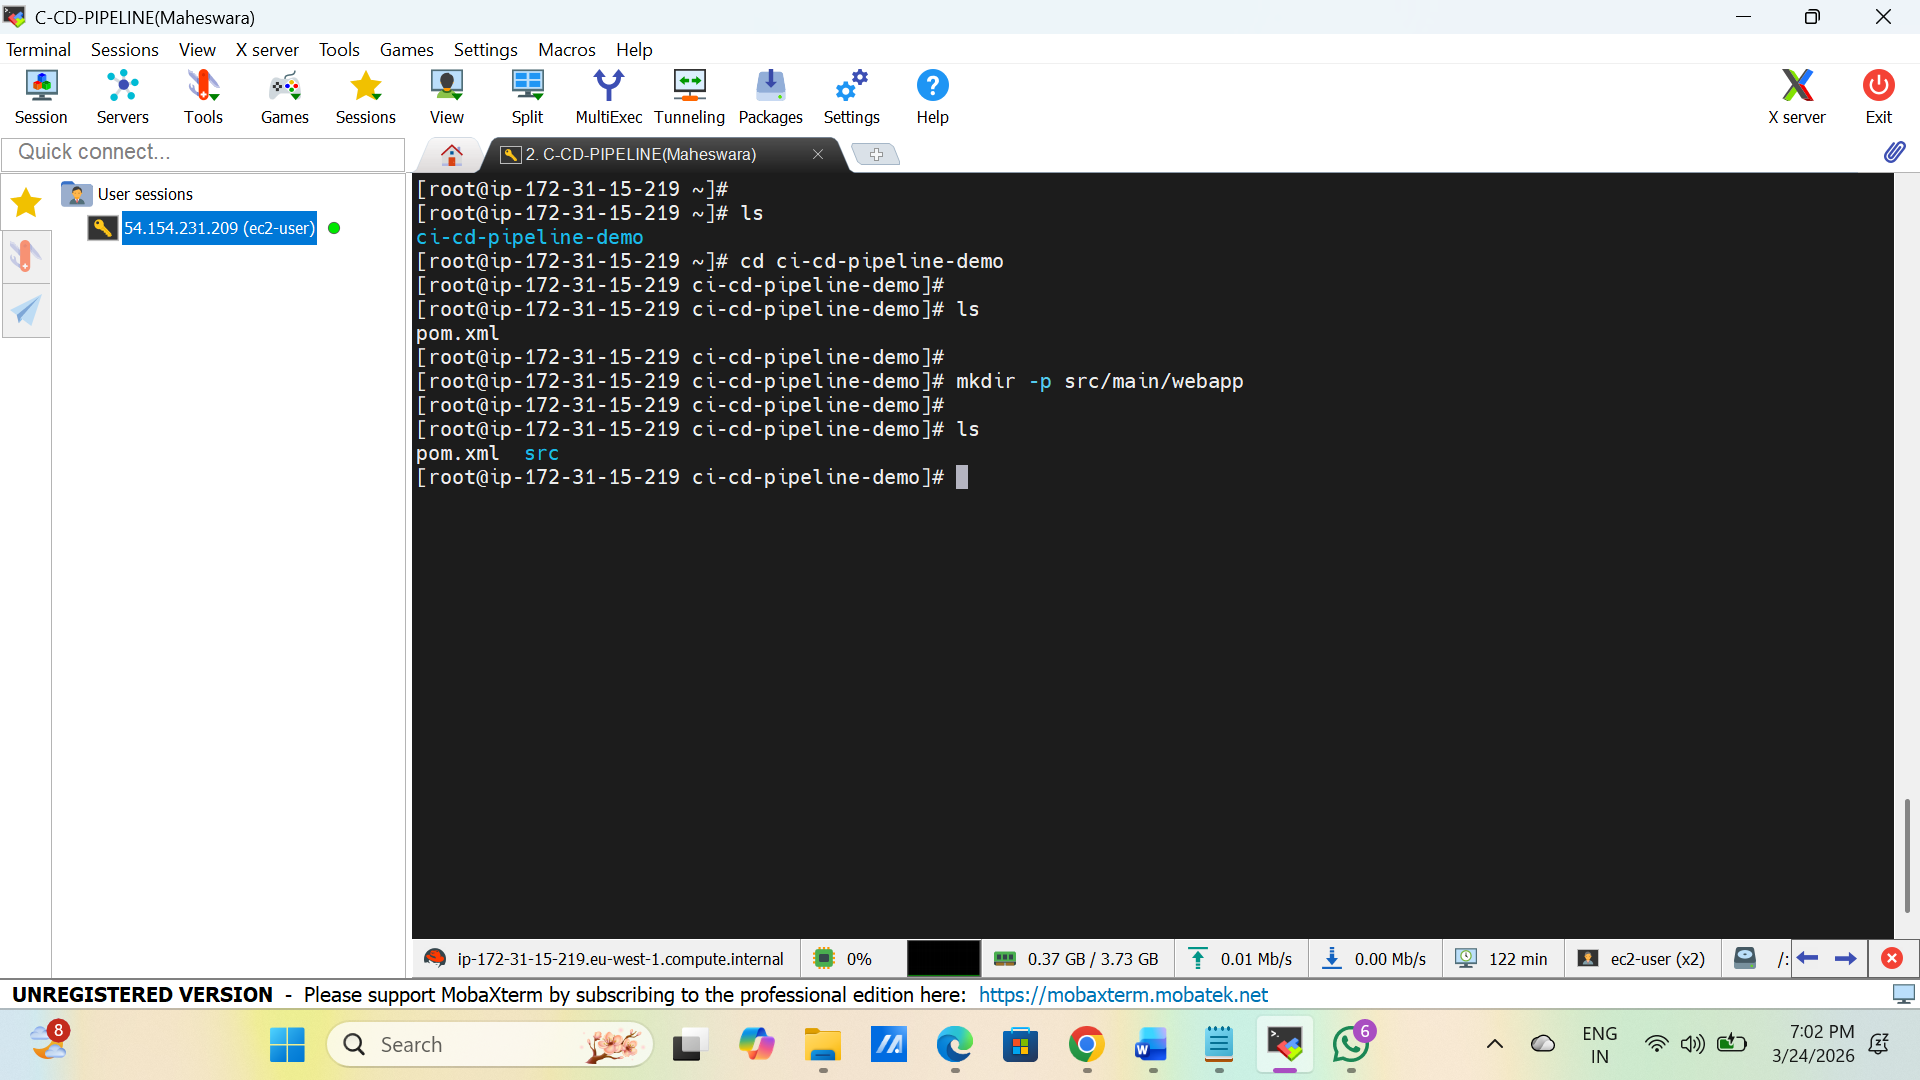 C-CD-PIPELINE(Maheswara)
Terminal Sessions View X server Tools Games Settings Macros Help
Session Servers Tools Games Sessions View Split MultiExec Tunneling Packages Settings Help X server Exit
Quick connect...
2. C-CD-PIPELINE(Maheswara)
User sessions
54.154.231.209 (ec2-user)
[root@ip-172-31-15-219 ~]#
[root@ip-172-31-15-219 ~]# ls
ci-cd-pipeline-demo
[root@ip-172-31-15-219 ~]# cd ci-cd-pipeline-demo
[root@ip-172-31-15-219 ci-cd-pipeline-demo]#
[root@ip-172-31-15-219 ci-cd-pipeline-demo]# ls
pom.xml
[root@ip-172-31-15-219 ci-cd-pipeline-demo]#
[root@ip-172-31-15-219 ci-cd-pipeline-demo]# mkdir -p src/main/webapp
[root@ip-172-31-15-219 ci-cd-pipeline-demo]#
[root@ip-172-31-15-219 ci-cd-pipeline-demo]# ls
pom.xml src
[root@ip-172-31-15-219 ci-cd-pipeline-demo]#
ip-172-31-15-219.eu-west-1.compute.internal 0% 0.37 GB / 3.73 GB 0.01 Mb/s 0.00 Mb/s 122 min ec2-user (x2) /:
UNREGISTERED VERSION - Please support MobaXterm by subscribing to the professional edition here: https://mobaxterm.mobatek.net
8
Search
6
ENG
IN
7:02 PM
3/24/2026